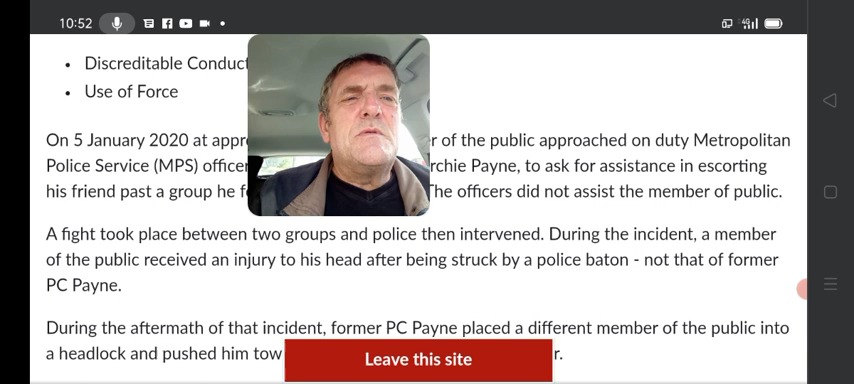 10:52
4G
Discreditable Conduct
Use of Force
On 5 January 2020 at of the public approached on duty Metropolitan
Police Service (MPS) Payne, to ask for assistance in escorting
his friend past a group he The officers did not assist the member of public.
A fight took place between two groups and police then intervened. During the incident, a member
of the public received an injury to his head after being struck by a police baton - not that of former
PC Payne.
During the aftermath of that incident, former PC Payne placed a different member of the public into
a headlock and pushed him
Leave this site